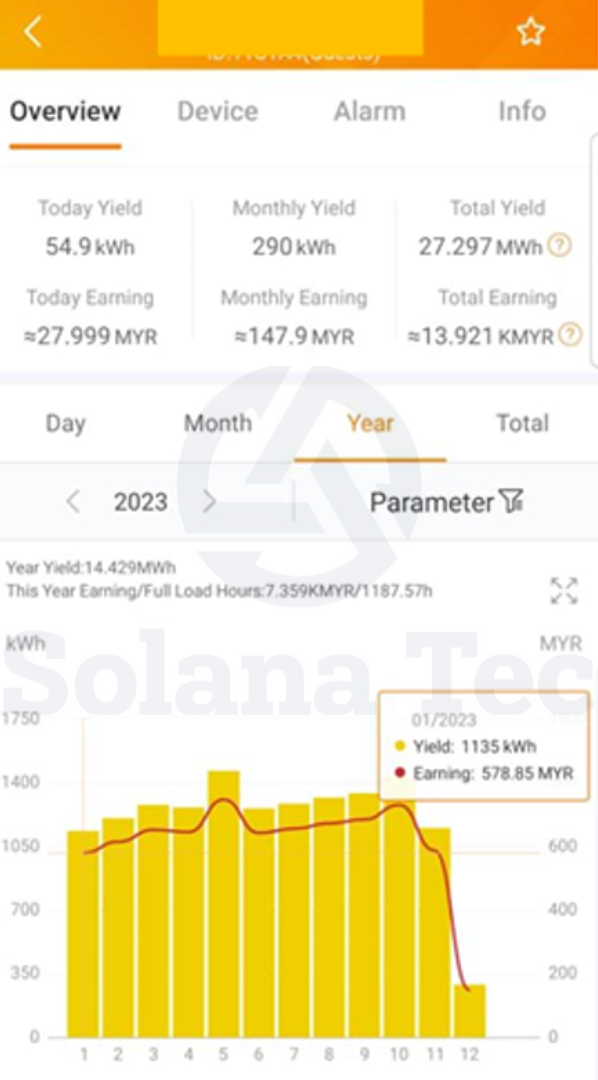 Overview Device Alarm Info
Today Yield Monthly Yield Total Yield
54.9 kWh 290 kWh 27.297 MWh ?
Today Earning Monthly Earning Total Earning
≈27.999 MYR ≈147.9 MYR ≈13.921 KMYR ?
Day Month Year Total
< 2023 > Parameter
Year Yield:14.429MWh
This Year Earning/Full Load Hours:7.359KMYR/1187.57h
kWh MYR
Solana Tec
01/2023
Yield: 1135 kWh
Earning: 578.85 MYR
1750
1400
1050 600
700 400
350 200
0 0
1 2 3 4 5 6 7 8 9 10 11 12